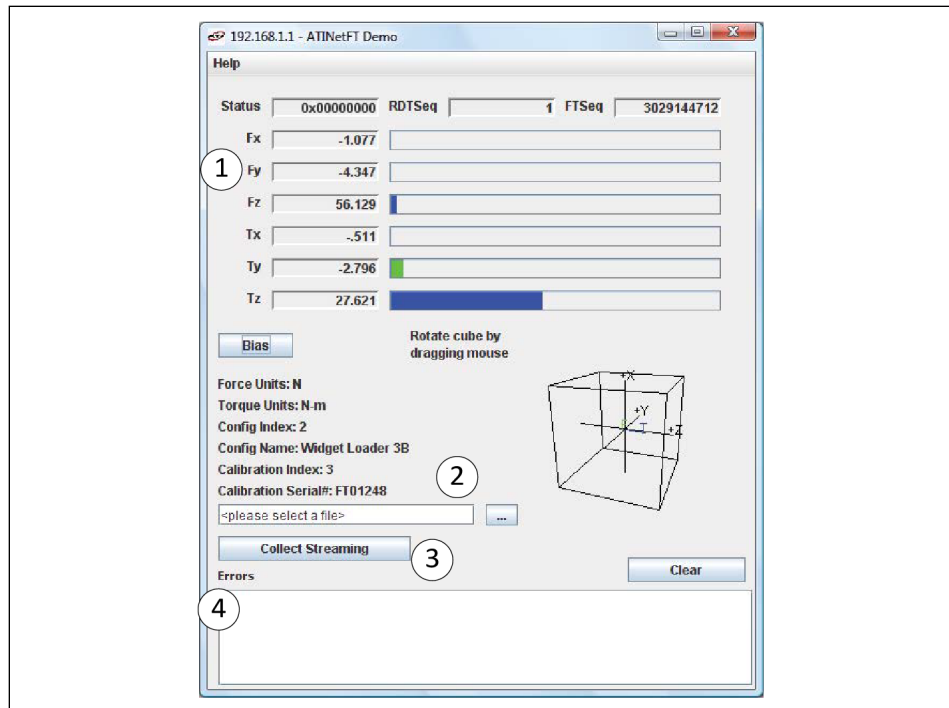 192.168.1.1 - ATINetFT Demo
Help
Status 0x00000000 RDTSeq 1 FTSeq 3029144712
Fx -1.077
1 Fy -4.347
Fz 56.129
Tx -.511
Ty -2.796
Tz 27.621
Bias
Rotate cube by
dragging mouse
Force Units: N
Torque Units: N-m
Config Index: 2
Config Name: Widget Loader 3B
Calibration Index: 3
Calibration Serial#: FT01248
+X
+Y
+Z
2
<please select a file> ...
Collect Streaming
3
Clear
Errors
4